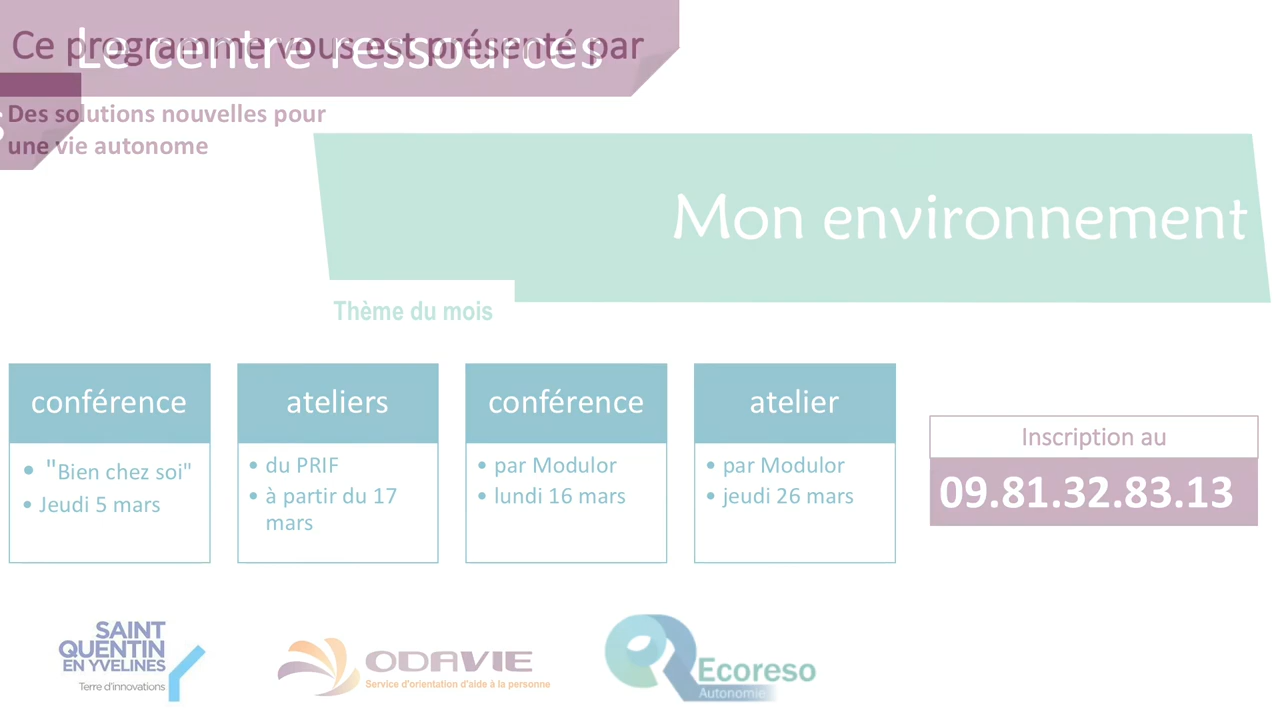 Ce programme vous est présenté par
Le centre ressources
s
Des solutions nouvelles pour
une vie autonome
Mon environnement
Thème du mois
conférence
• "Bien chez soi"
• Jeudi 5 mars
ateliers
• du PRIF
• à partir du 17
mars
conférence
• par Modulor
• lundi 16 mars
atelier
• par Modulor
• jeudi 26 mars
Inscription au
09.81.32.83.13
SAINT
QUENTIN
EN YVELINES
Terre d'innovations
ODAVIE
Service d'orientation d'aide à la personne
Ecoreso
Autonomie